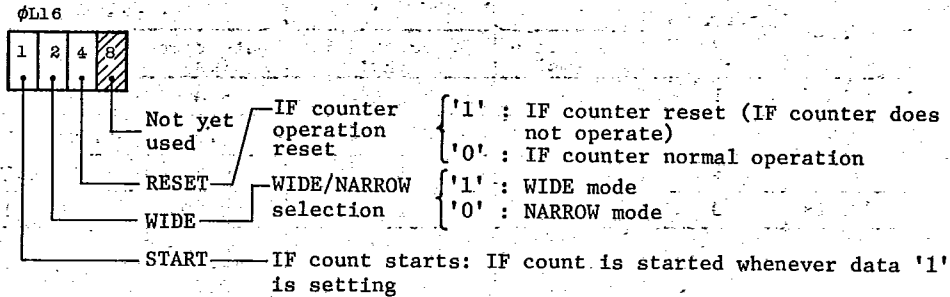 φL16
1 2 4 8
Not yet used
IF counter operation reset
'1' : IF counter reset (IF counter does not operate)
'0' : IF counter normal operation
RESET
WIDE/NARROW selection
'1' : WIDE mode
'0' : NARROW mode
WIDE
START
IF count starts: IF count is started whenever data '1' is setting